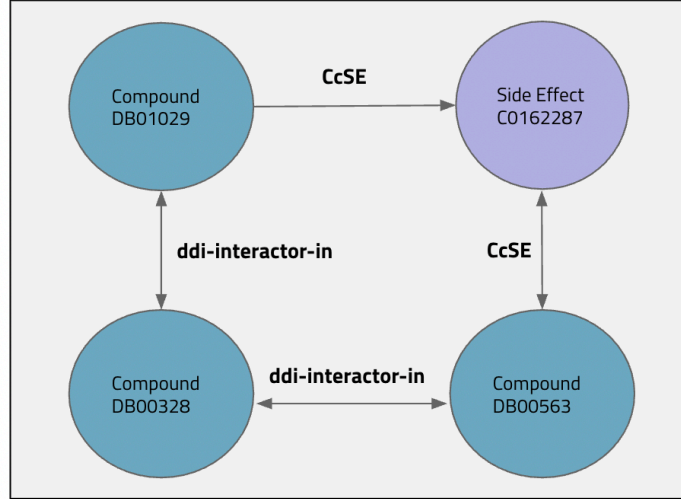 CcSE
Compound
DB01029
Side Effect
C0162287
ddi-interactor-in
CcSE
ddi-interactor-in
Compound
DB00328
Compound
DB00563